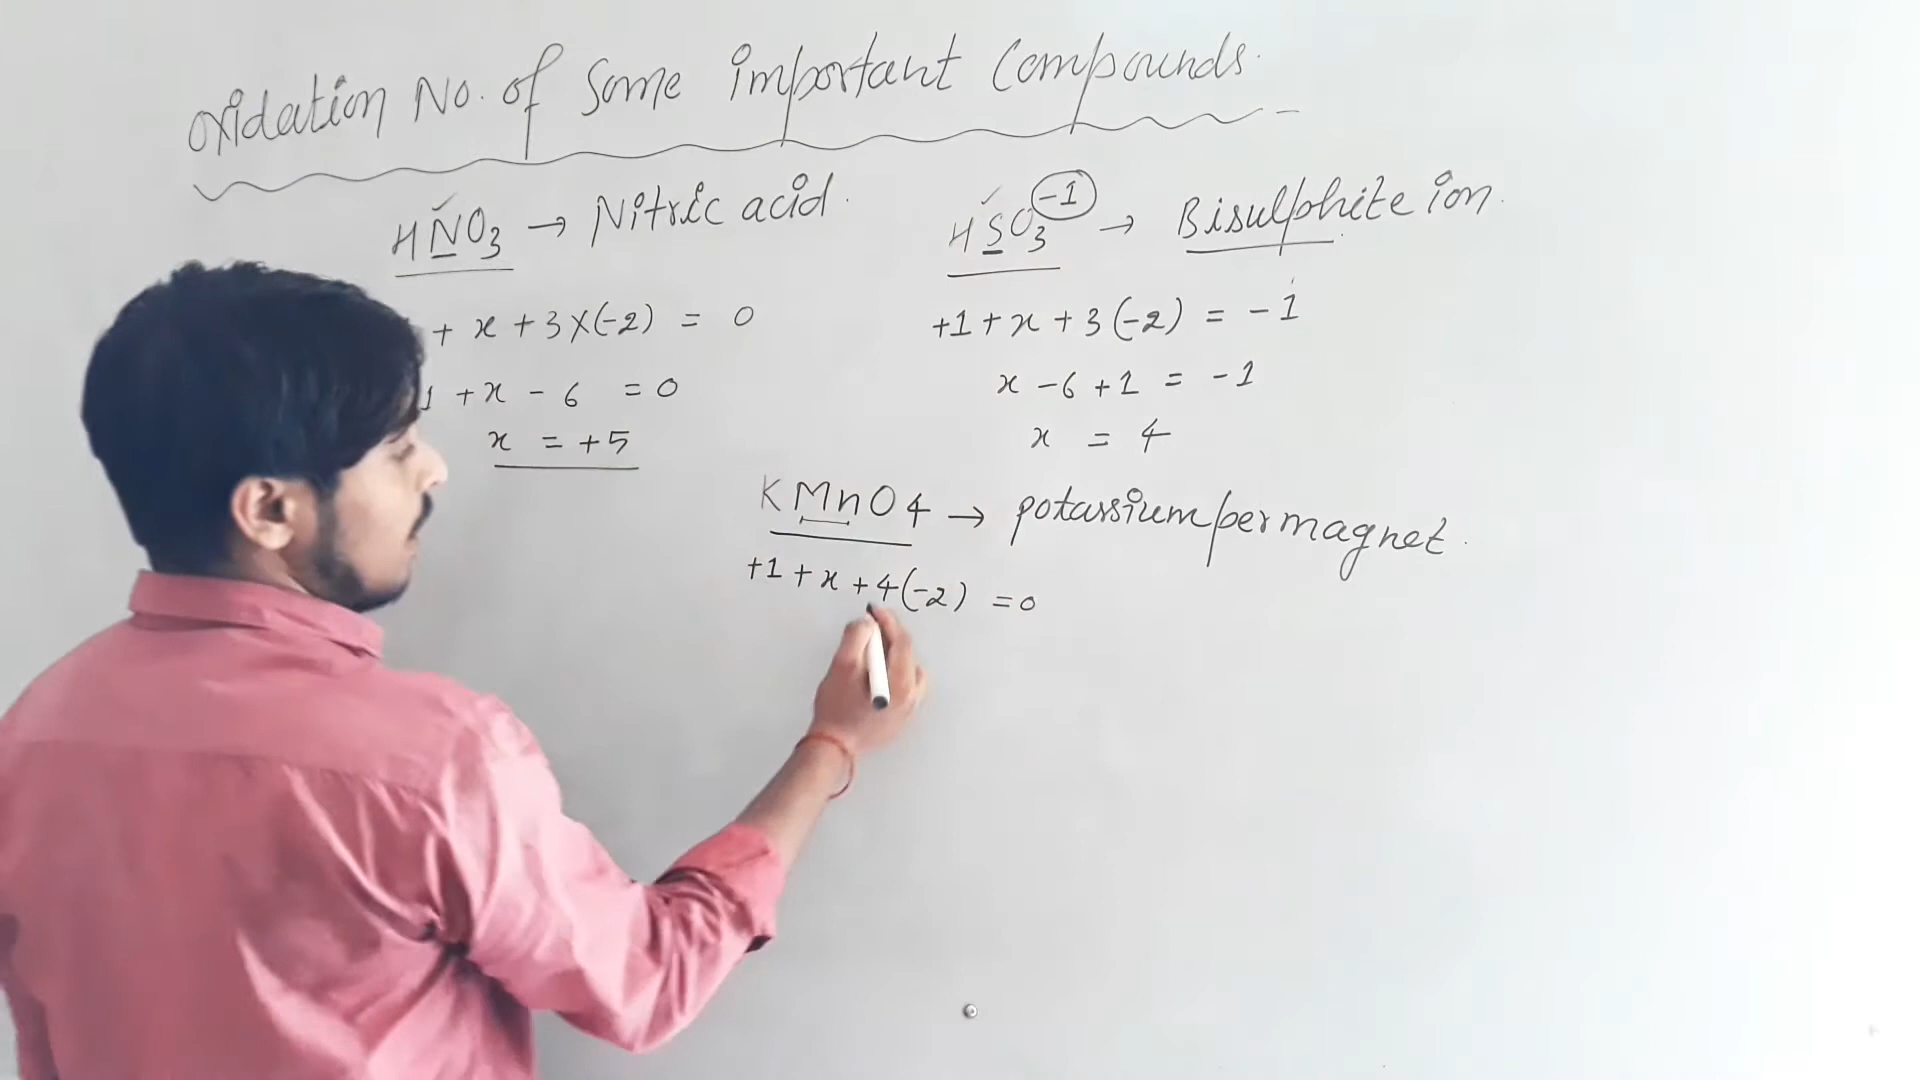 Oxidation No. of Some important Compounds.
HNO3 → Nitric acid.
+ x + 3×(-2) = 0
1 + x - 6 = 0
x = +5
HSO3 -1 → Bisulphite ion.
+1 + x + 3(-2) = -1
x - 6 + 1 = -1
x = 4
KMnO4 → potassium permagnet.
+1 + x + 4(-2) = 0